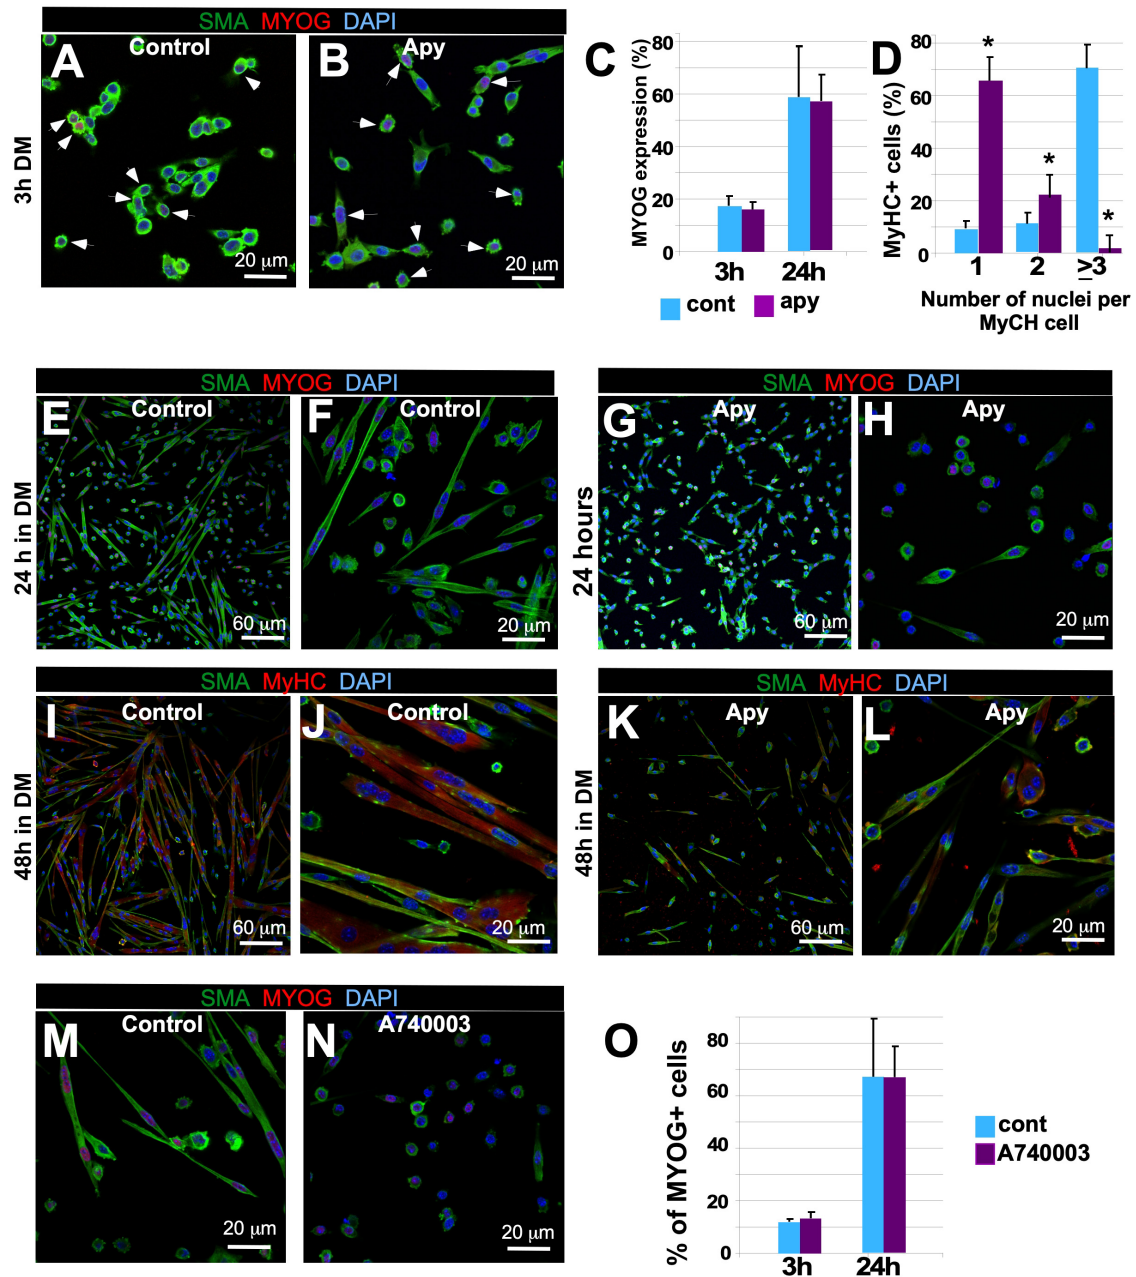 SMA MYOG DAPI
A Control
B Apy
3h DM
20 μm
20 μm
C
MYOG expression (%)
80
60
40
20
0
3h 24h
cont apy
D
MyHC+ cells (%)
80
60
40
20
0
* * *
1 2 ≥3
Number of nuclei per
MyCH cell
SMA MYOG DAPI
E Control
F Control
24 h in DM
60 μm
20 μm
SMA MYOG DAPI
G Apy
H Apy
24 hours
60 μm
20 μm
SMA MyHC DAPI
I Control
J Control
48h in DM
60 μm
20 μm
SMA MyHC DAPI
K Apy
L Apy
48h in DM
60 μm
20 μm
SMA MYOG DAPI
M Control
N A740003
20 μm
20 μm
O
% of MYOG+ cells
80
60
40
20
0
3h 24h
cont
A740003